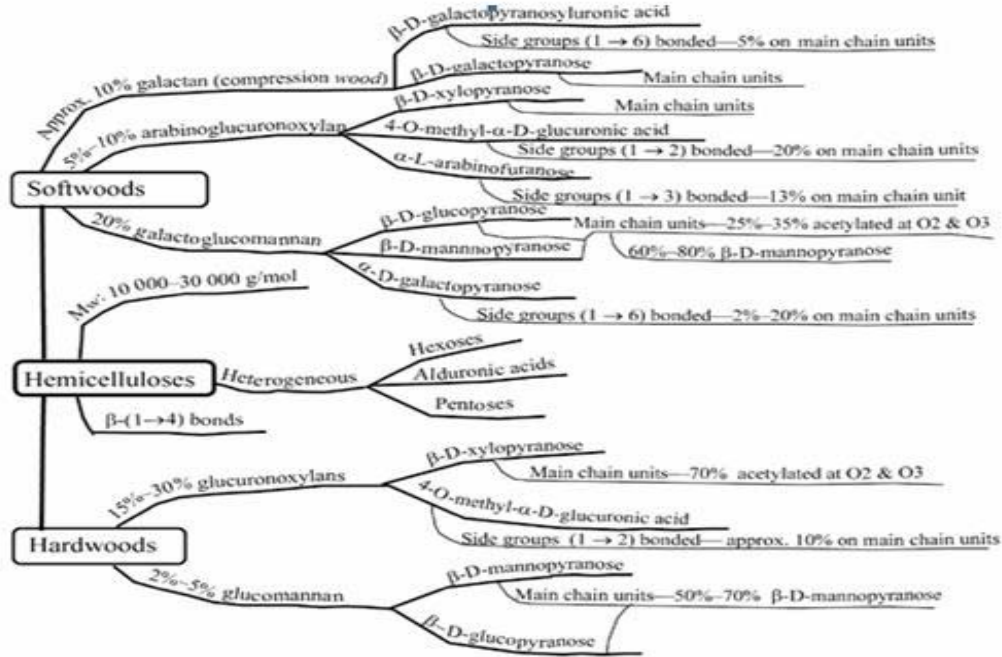 β-D-galactopyranosyluronic acid
Side groups (1 → 6) bonded—5% on main chain units
Approx. 10% galactan (compression wood)
β-D-galactopyranose
Main chain units
β-D-xylopyranose
Main chain units
5%–10% arabinoglucuronoxylan
4-O-methyl-α-D-glucuronic acid
Side groups (1 → 2) bonded—20% on main chain units
α-L-arabinofuranose
Side groups (1 → 3) bonded—13% on main chain unit
Softwoods
20% galactoglucomannan
β-D-glucopyranose
Main chain units—25%–35% acetylated at O2 & O3
β-D-mannnopyranose
60%–80% β-D-mannopyranose
α-D-galactopyranose
Side groups (1 → 6) bonded—2%–20% on main chain units
Mw: 10 000–30 000 g/mol
Hemicelluloses
Heterogeneous
Hexoses
Alduronic acids
Pentoses
β-(1→4) bonds
15%–30% glucuronoxylans
β-D-xylopyranose
Main chain units—70% acetylated at O2 & O3
4-O-methyl-α-D-glucuronic acid
Side groups (1 → 2) bonded— approx. 10% on main chain units
Hardwoods
2%–5% glucomannan
β-D-mannopyranose
Main chain units—50%–70% β-D-mannopyranose
β-D-glucopyranose